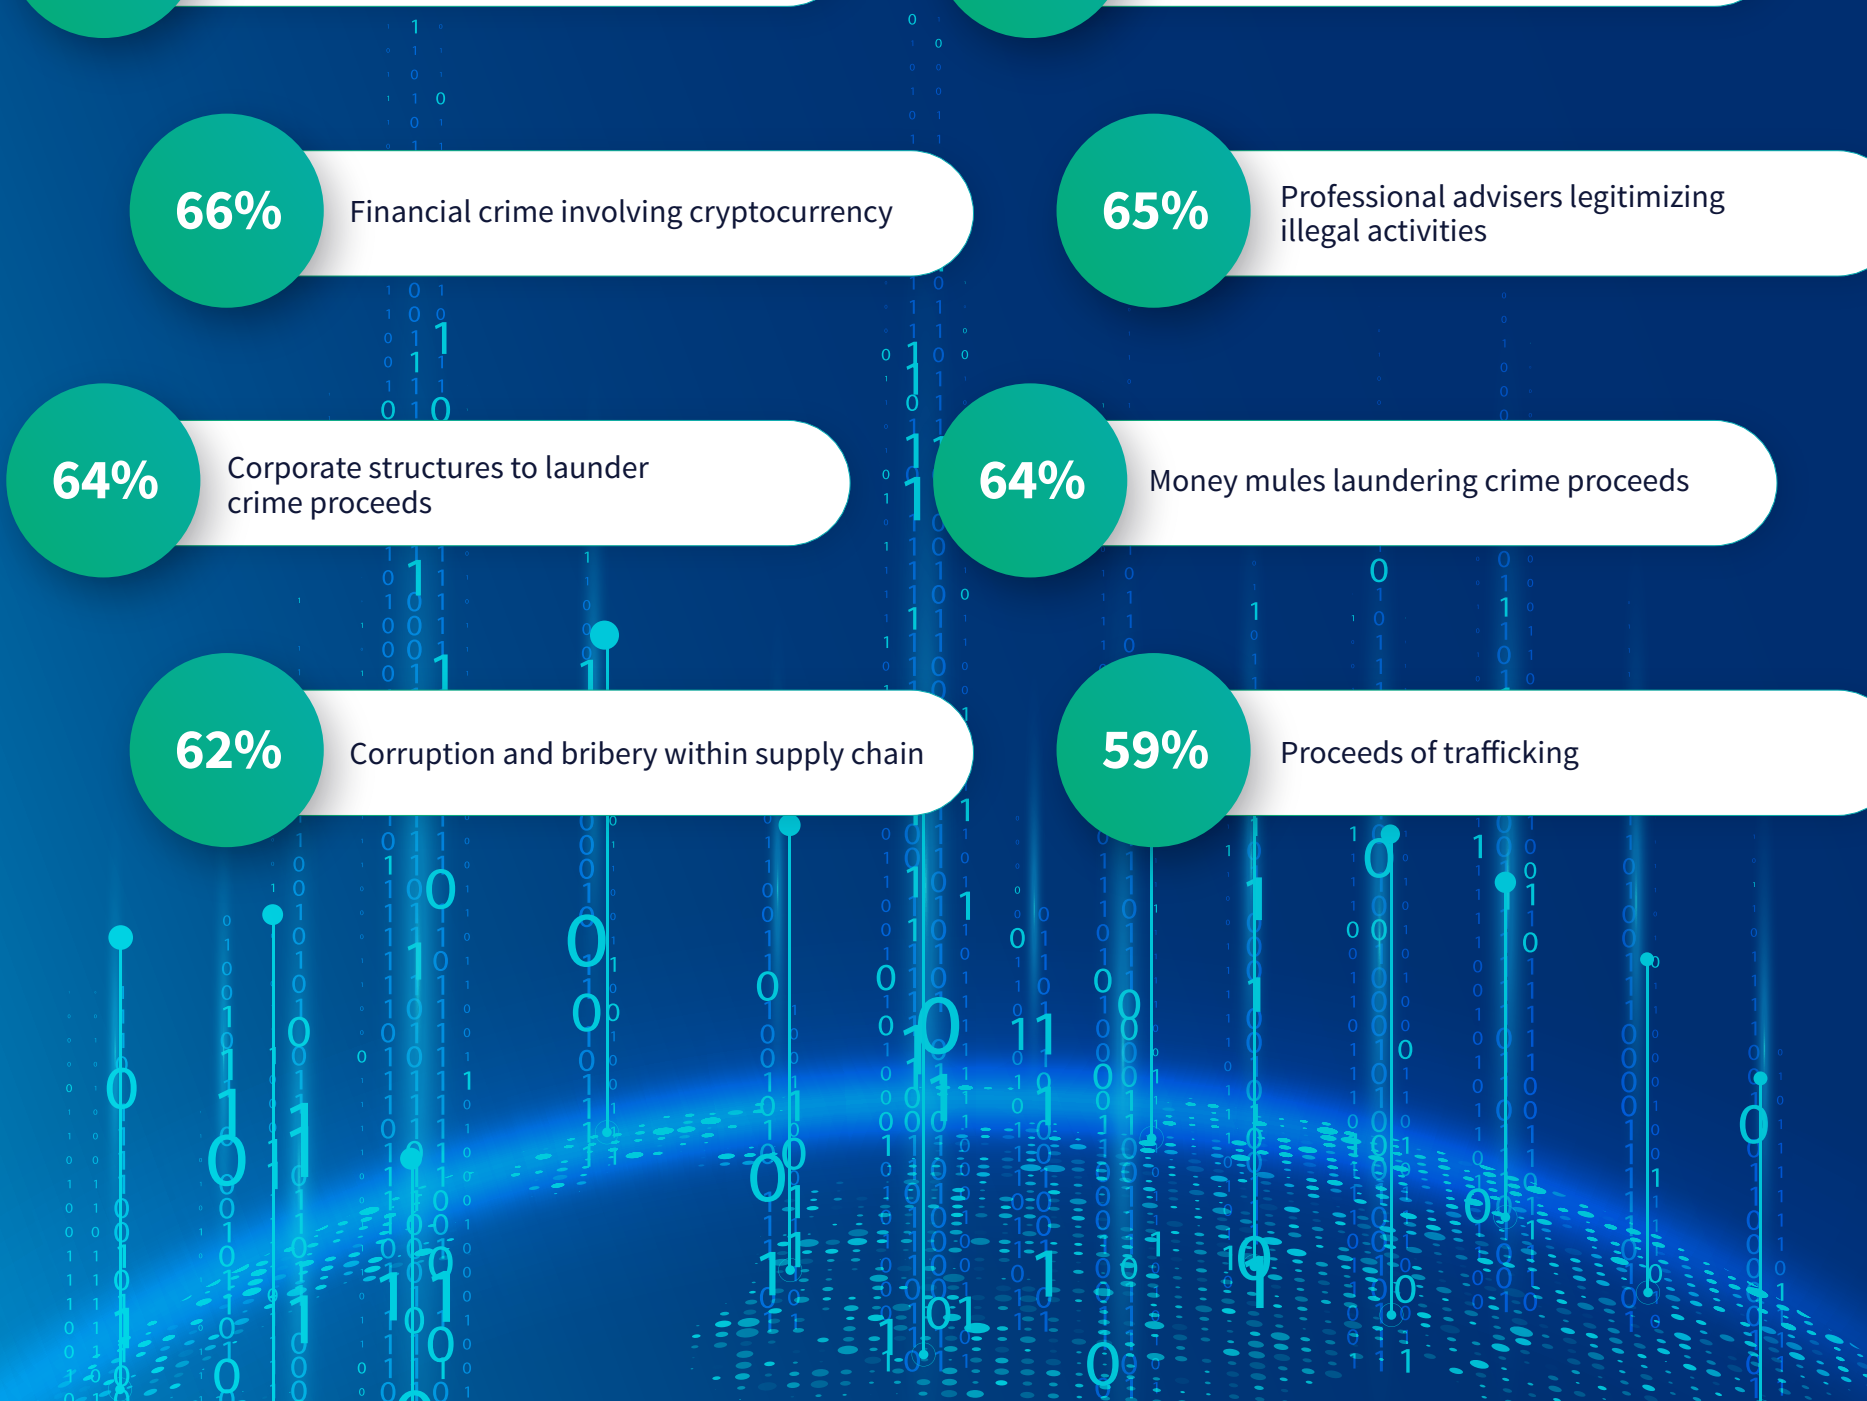 66%
Financial crime involving cryptocurrency
65%
Professional advisers legitimizing
illegal activities
64%
Corporate structures to launder
crime proceeds
64%
Money mules laundering crime proceeds
62%
Corruption and bribery within supply chain
59%
Proceeds of trafficking